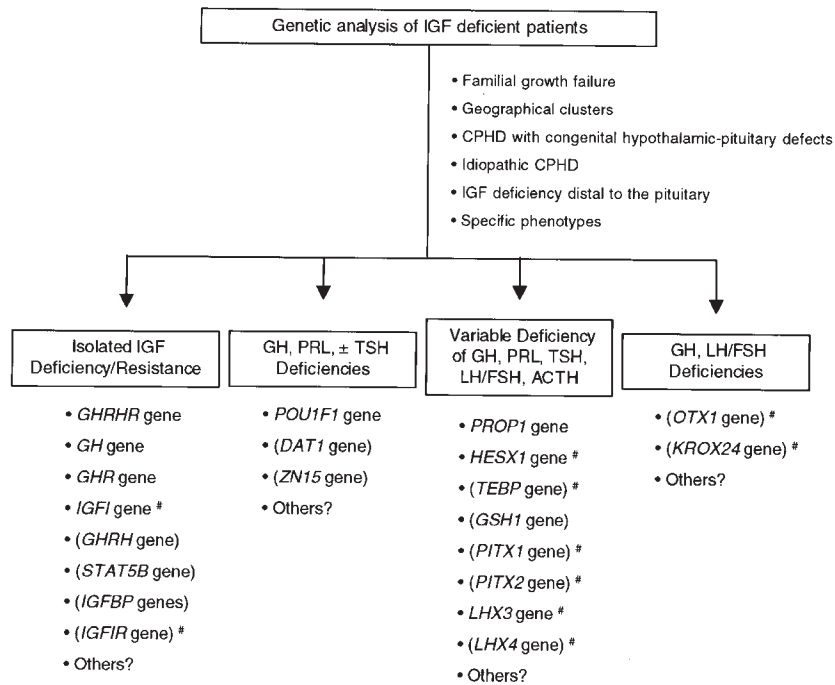 Genetic analysis of IGF deficient patients
• Familial growth failure
• Geographical clusters
• CPHD with congenital hypothalamic-pituitary defects
• Idiopathic CPHD
• IGF deficiency distal to the pituitary
• Specific phenotypes
Isolated IGF
Deficiency/Resistance
• GHRHR gene
• GH gene
• GHR gene
• IGFI gene #
• (GHRH gene)
• (STAT5B gene)
• (IGFBP genes)
• (IGFIR gene) #
• Others?
GH, PRL, ± TSH
Deficiencies
• POU1F1 gene
• (DAT1 gene)
• (ZN15 gene)
• Others?
Variable Deficiency
of GH, PRL, TSH,
LH/FSH, ACTH
• PROP1 gene
• HESX1 gene #
• (TEBP gene) #
• (GSH1 gene)
• (PITX1 gene) #
• (PITX2 gene) #
• LHX3 gene #
• (LHX4 gene) #
• Others?
GH, LH/FSH
Deficiencies
• (OTX1 gene) #
• (KROX24 gene) #
• Others?